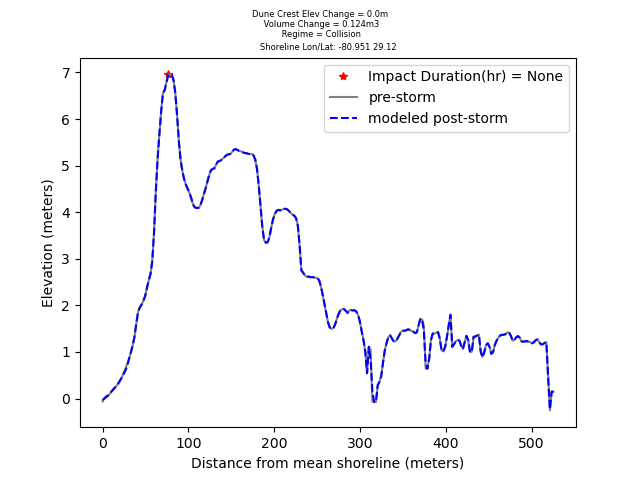 Dune Crest Elev Change = 0.0m
Volume Change = 0.124m3
Regime = Collision
Shoreline Lon/Lat: -80.951 29.12
Impact Duration(hr) = None
pre-storm
modeled post-storm
Elevation (meters)
7
6
5
4
3
2
1
0
0 100 200 300 400 500
Distance from mean shoreline (meters)